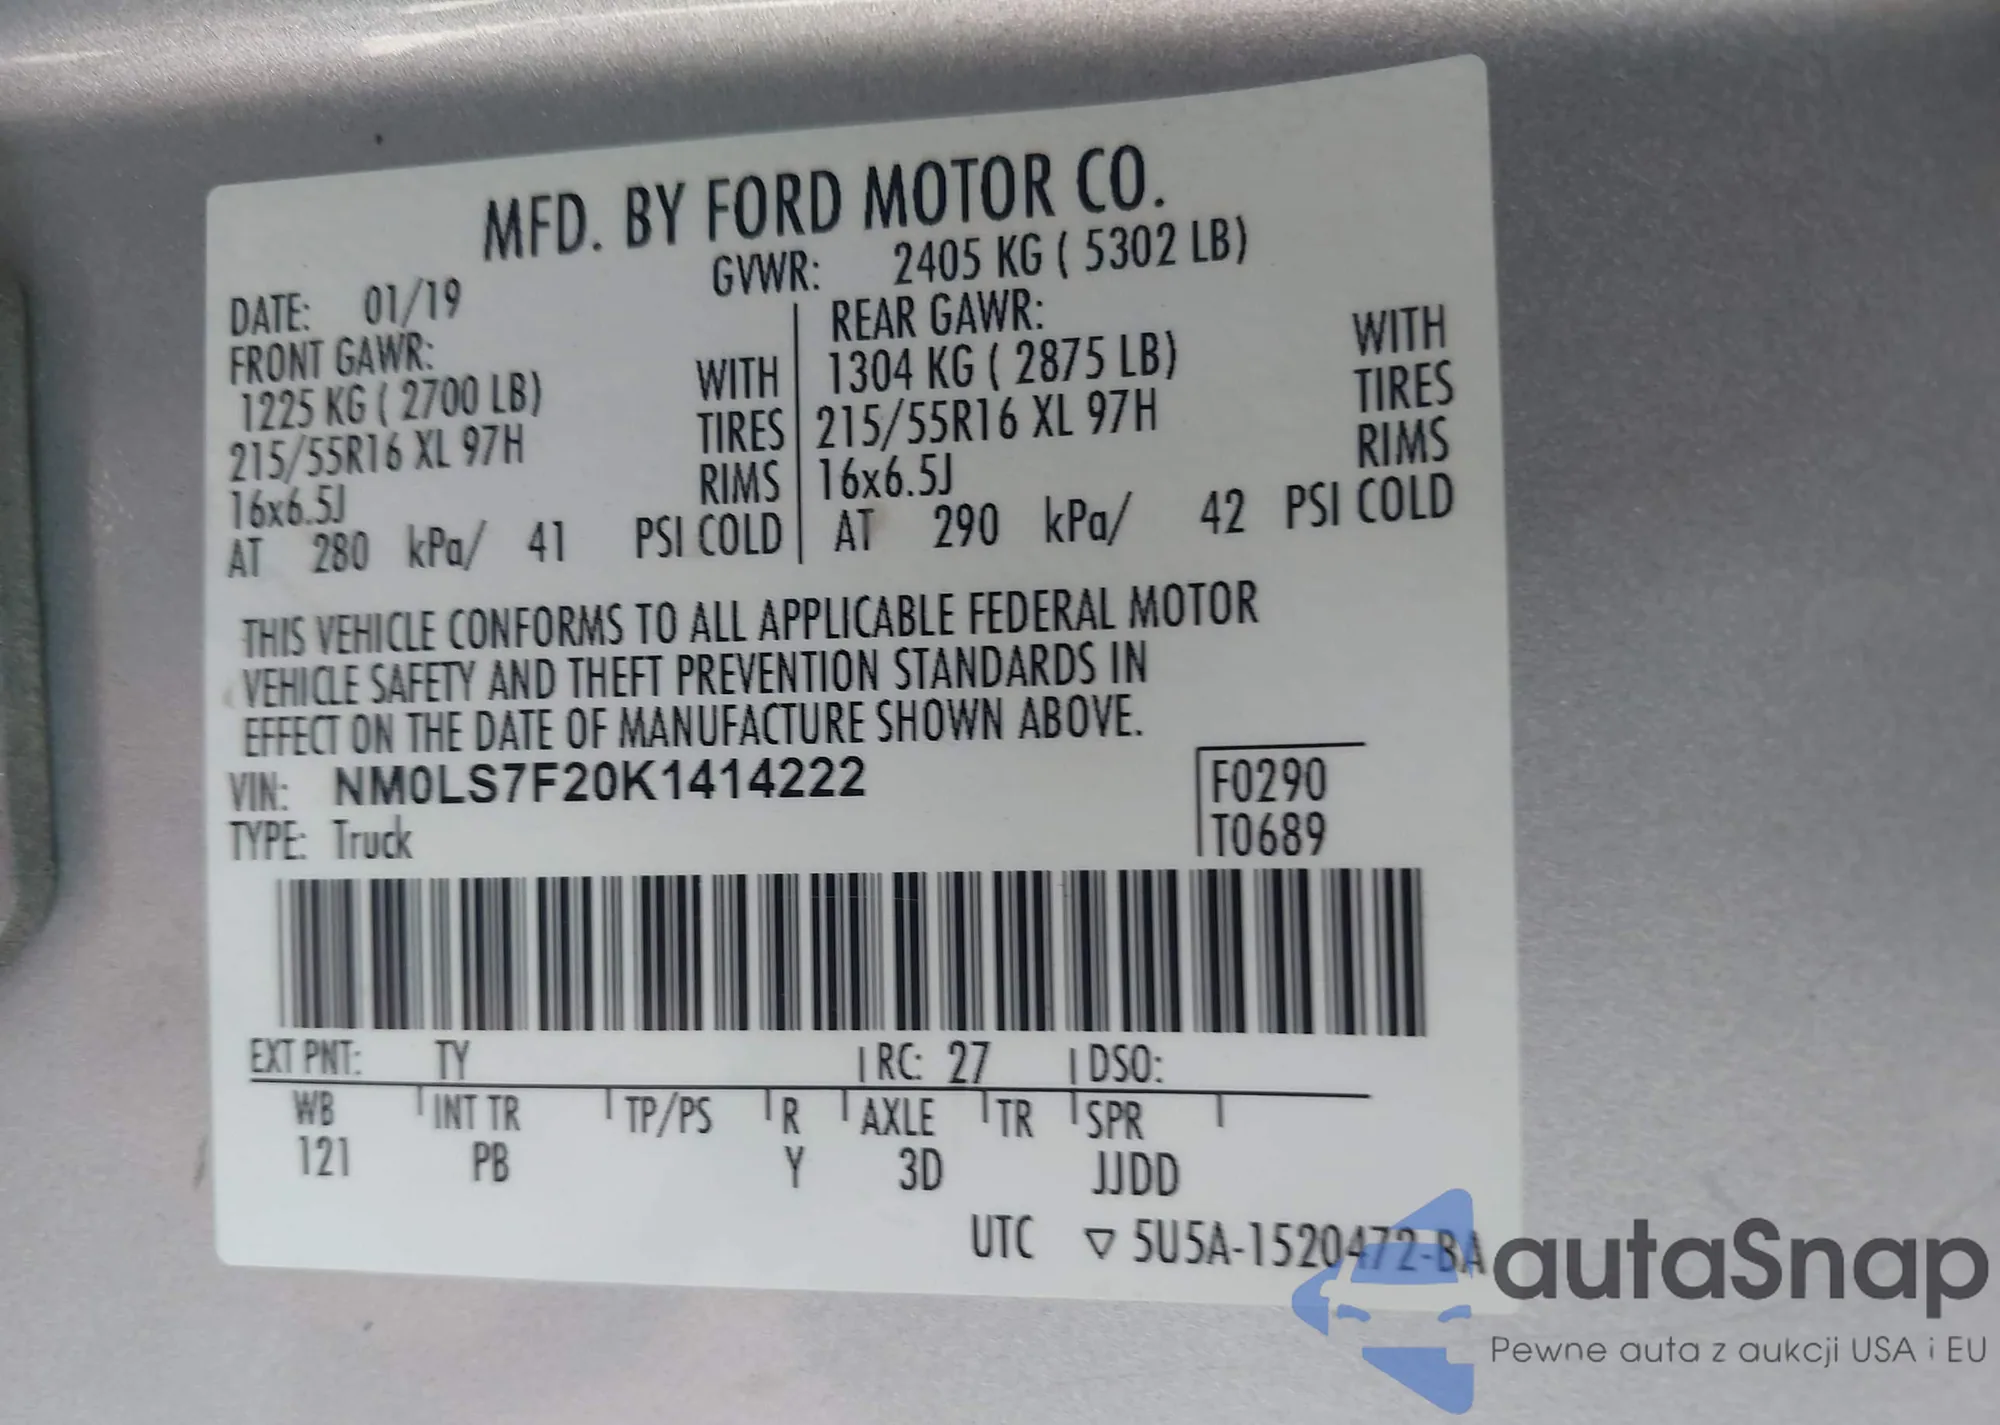 MFD. BY FORD MOTOR CO.
DATE: 01/19 GVWR: 2405 KG ( 5302 LB)
FRONT GAWR: REAR GAWR:
1225 KG ( 2700 LB) WITH 1304 KG ( 2875 LB) WITH
215/55R16 XL 97H TIRES 215/55R16 XL 97H TIRES
16x6.5J RIMS 16x6.5J RIMS
AT 280 kPa/ 41 PSI COLD AT 290 kPa/ 42 PSI COLD
THIS VEHICLE CONFORMS TO ALL APPLICABLE FEDERAL MOTOR
VEHICLE SAFETY AND THEFT PREVENTION STANDARDS IN
EFFECT ON THE DATE OF MANUFACTURE SHOWN ABOVE.
VIN: NM0LS7F20K1414222 F0290
TYPE: Truck T0689
EXT PNT: TY RC: 27 DSO:
WB INT TR TP/PS R AXLE TR SPR
121 PB Y 3D JJDD
UTC ▽ 5U5A-1520472-BA
autaSnap
Pewne auta z aukcji USA i EU